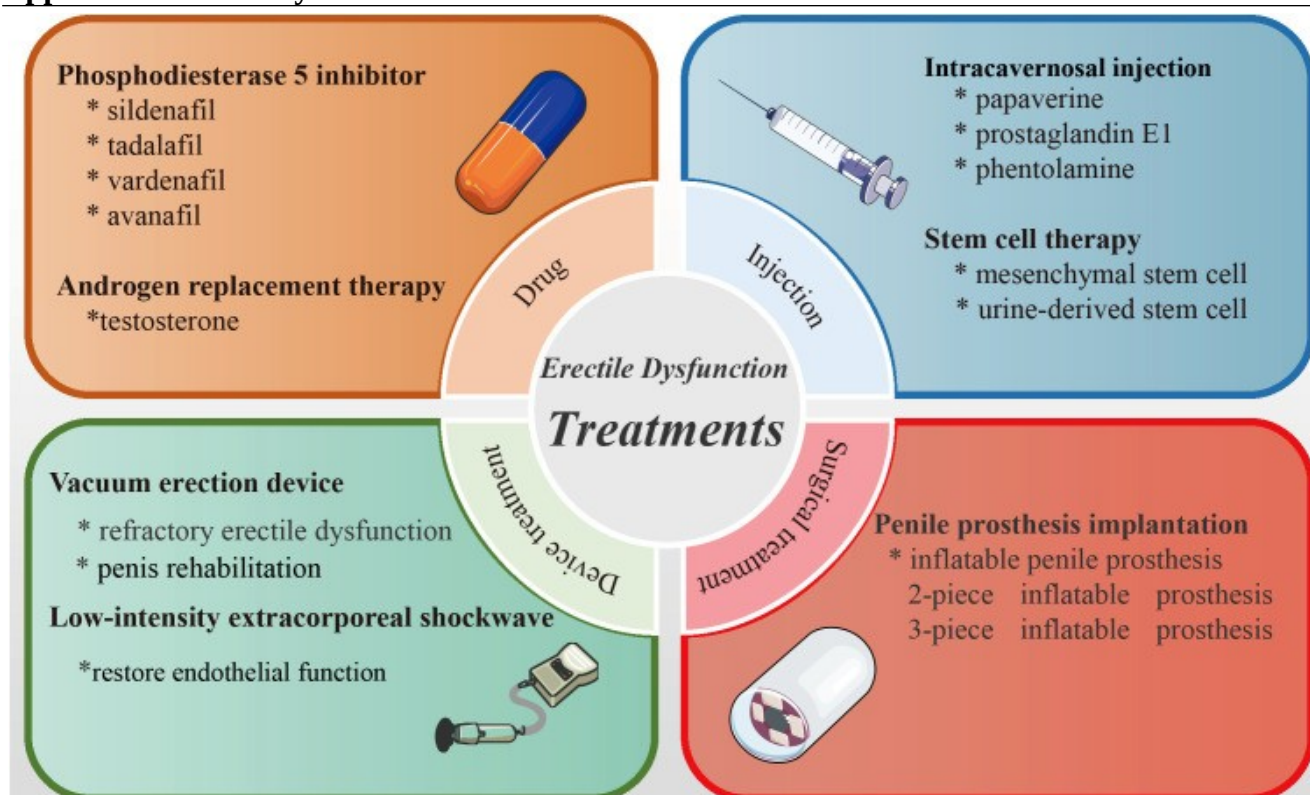 Phosphodiesterase 5 inhibitor
* sildenafil
* tadalafil
* vardenafil
* avanafil
Androgen replacement therapy
*testosterone
Drug
Intracavernosal injection
* papaverine
* prostaglandin E1
* phentolamine
Stem cell therapy
* mesenchymal stem cell
* urine-derived stem cell
Injection
Erectile Dysfunction
Treatments
Vacuum erection device
* refractory erectile dysfunction
* penis rehabilitation
Low-intensity extracorporeal shockwave
*restore endothelial function
Device treatment
Surgical treatment
Penile prosthesis implantation
* inflatable penile prosthesis
2-piece inflatable prosthesis
3-piece inflatable prosthesis